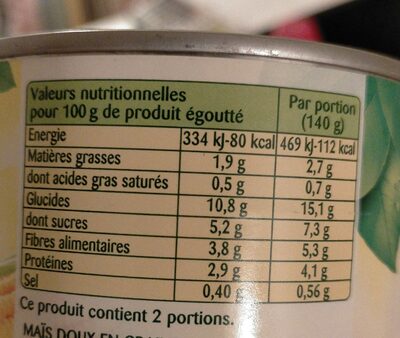 Valeurs nutritionnelles
pour 100 g de produit égoutté
Par portion
(140 g)
Energie 334 kJ-80 kcal 469 kJ-112 kcal
Matières grasses 1,9 g 2,7 g
dont acides gras saturés 0,5 g 0,7 g
Glucides 10,8 g 15,1 g
dont sucres 5,2 g 7,3 g
Fibres alimentaires 3,8 g 5,3 g
Protéines 2,9 g 4,1 g
Sel 0,40 g 0,56 g
Ce produit contient 2 portions.
MAÏS DOUX EN